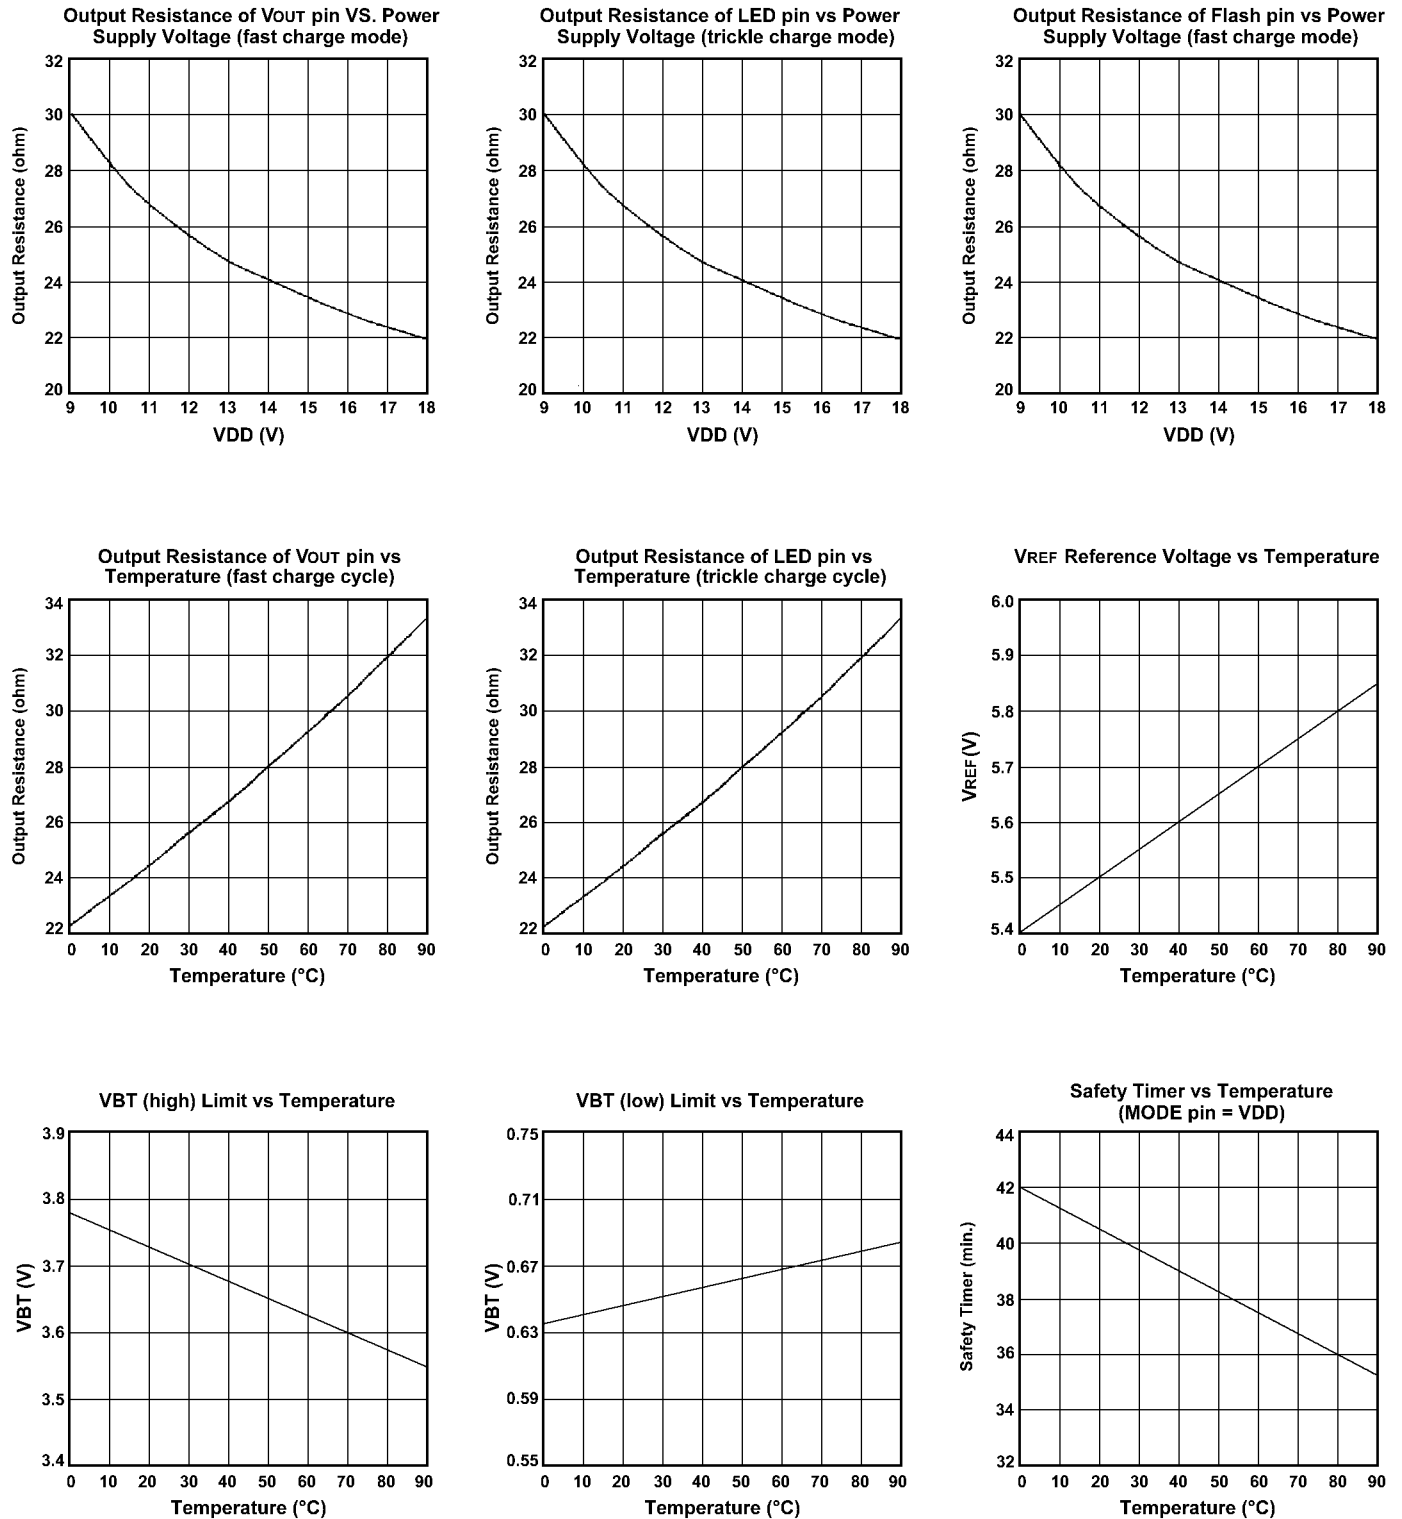 Output Resistance of VOUT pin VS. Power
Supply Voltage (fast charge mode)
32
30
28
26
24
22
20
Output Resistance (ohm)
9 10 11 12 13 14 15 16 17 18
VDD (V)
Output Resistance of LED pin vs Power
Supply Voltage (trickle charge mode)
32
30
28
26
24
22
20
Output Resistance (ohm)
9 10 11 12 13 14 15 16 17 18
VDD (V)
Output Resistance of Flash pin vs Power
Supply Voltage (fast charge mode)
32
30
28
26
24
22
20
Output Resistance (ohm)
9 10 11 12 13 14 15 16 17 18
VDD (V)
Output Resistance of VOUT pin vs
Temperature (fast charge cycle)
34
32
30
28
26
24
22
Output Resistance (ohm)
0 10 20 30 40 50 60 70 80 90
Temperature (°C)
Output Resistance of LED pin vs
Temperature (trickle charge cycle)
34
32
30
28
26
24
22
Output Resistance (ohm)
0 10 20 30 40 50 60 70 80 90
Temperature (°C)
VREF Reference Voltage vs Temperature
6.0
5.9
5.8
5.7
5.6
5.5
5.4
VREF (V)
0 10 20 30 40 50 60 70 80 90
Temperature (°C)
VBT (high) Limit vs Temperature
3.9
3.8
3.7
3.6
3.5
3.4
VBT (V)
0 10 20 30 40 50 60 70 80 90
Temperature (°C)
VBT (low) Limit vs Temperature
0.75
0.71
0.67
0.63
0.59
0.55
VBT (V)
0 10 20 30 40 50 60 70 80 90
Temperature (°C)
Safety Timer vs Temperature
(MODE pin = VDD)
44
42
40
38
36
34
32
Safety Timer (min.)
0 10 20 30 40 50 60 70 80 90
Temperature (°C)